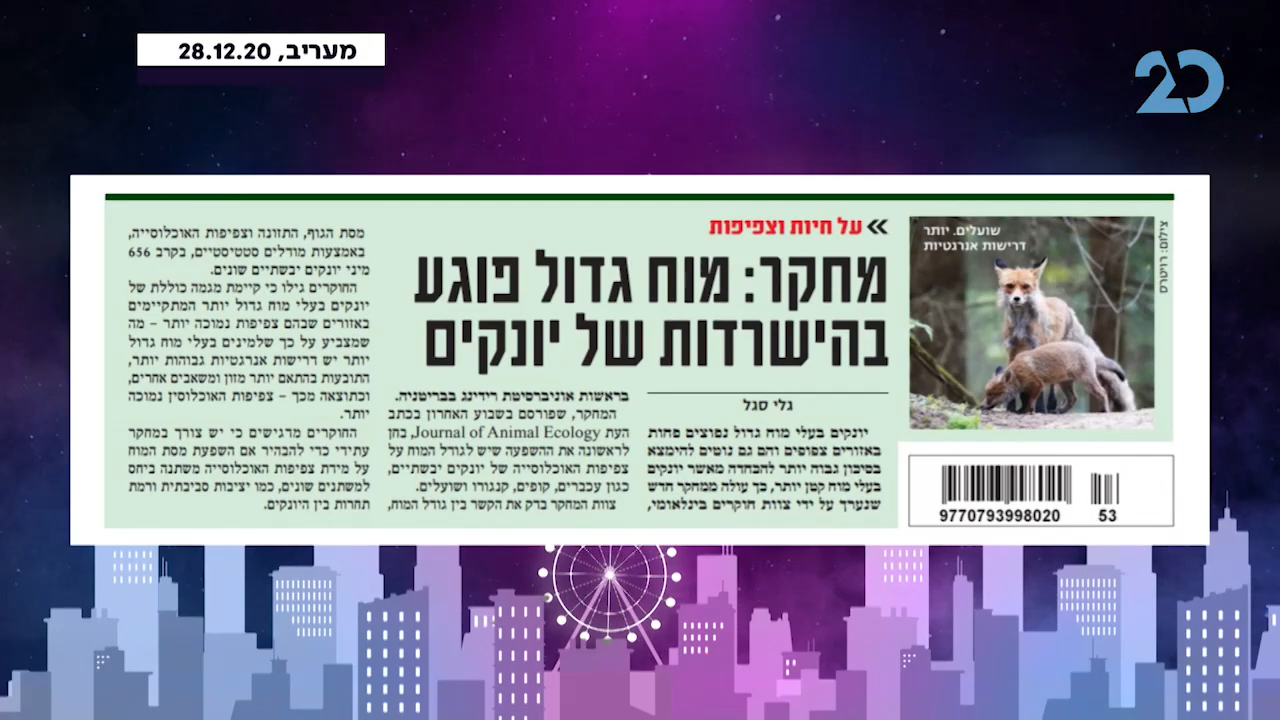 מעריב, 28.12.20
20
שועלים. יותר
דרישות אנרגטיות
צילום: רויטרס
על חיות וצפיפות
מחקר: מוח גדול פוגע
בהישרדות של יונקים
גלי סגל
יונקים בעלי מוח גדול נפוצים פחות
באזורים צפופים והם גם נוטים להימצא
בסיכון גבוה יותר להכחדה מאשר יונקים
בעלי מוח קטן יותר, כך עולה ממחקר חדש
שנערך על ידי צוות חוקרים בינלאומי,
בראשות אוניברסיטת רידינג בבריטניה.
המחקר, שפורסם בשבוע האחרון בכתב
העת Journal of Animal Ecology, בחן
לראשונה את ההשפעה שיש לגודל המוח על
צפיפות האוכלוסייה של יונקים יבשתיים,
כגון עכברים, קופים, קנגורו ושועלים.
צוות המחקר בדק את הקשר בין גודל המוח,
מסת הגוף, התזונה וצפיפות האוכלוסייה,
באמצעות מודלים סטטיסטיים, בקרב 656
מיני יונקים יבשתיים שונים.
החוקרים גילו כי קיימת מגמה כוללת של
יונקים בעלי מוח גדול יותר המתקיימים
באזורים שבהם צפיפות נמוכה יותר – מה
שמצביע על כך שלמינים בעלי מוח גדול
יותר יש דרישות אנרגטיות גבוהות יותר,
התובעות בהתאם יותר מזון ומשאבים אחרים,
וכתוצאה מכך – צפיפות האוכלוסין נמוכה
יותר.
החוקרים מדגישים כי יש צורך במחקר
עתידי כדי להבהיר אם השפעת מסת המוח
על מידת צפיפות האוכלוסייה משתנה ביחס
למשתנים שונים, כמו יציבות סביבתית ורמת
תחרות בין היונקים.
9770793998020 53